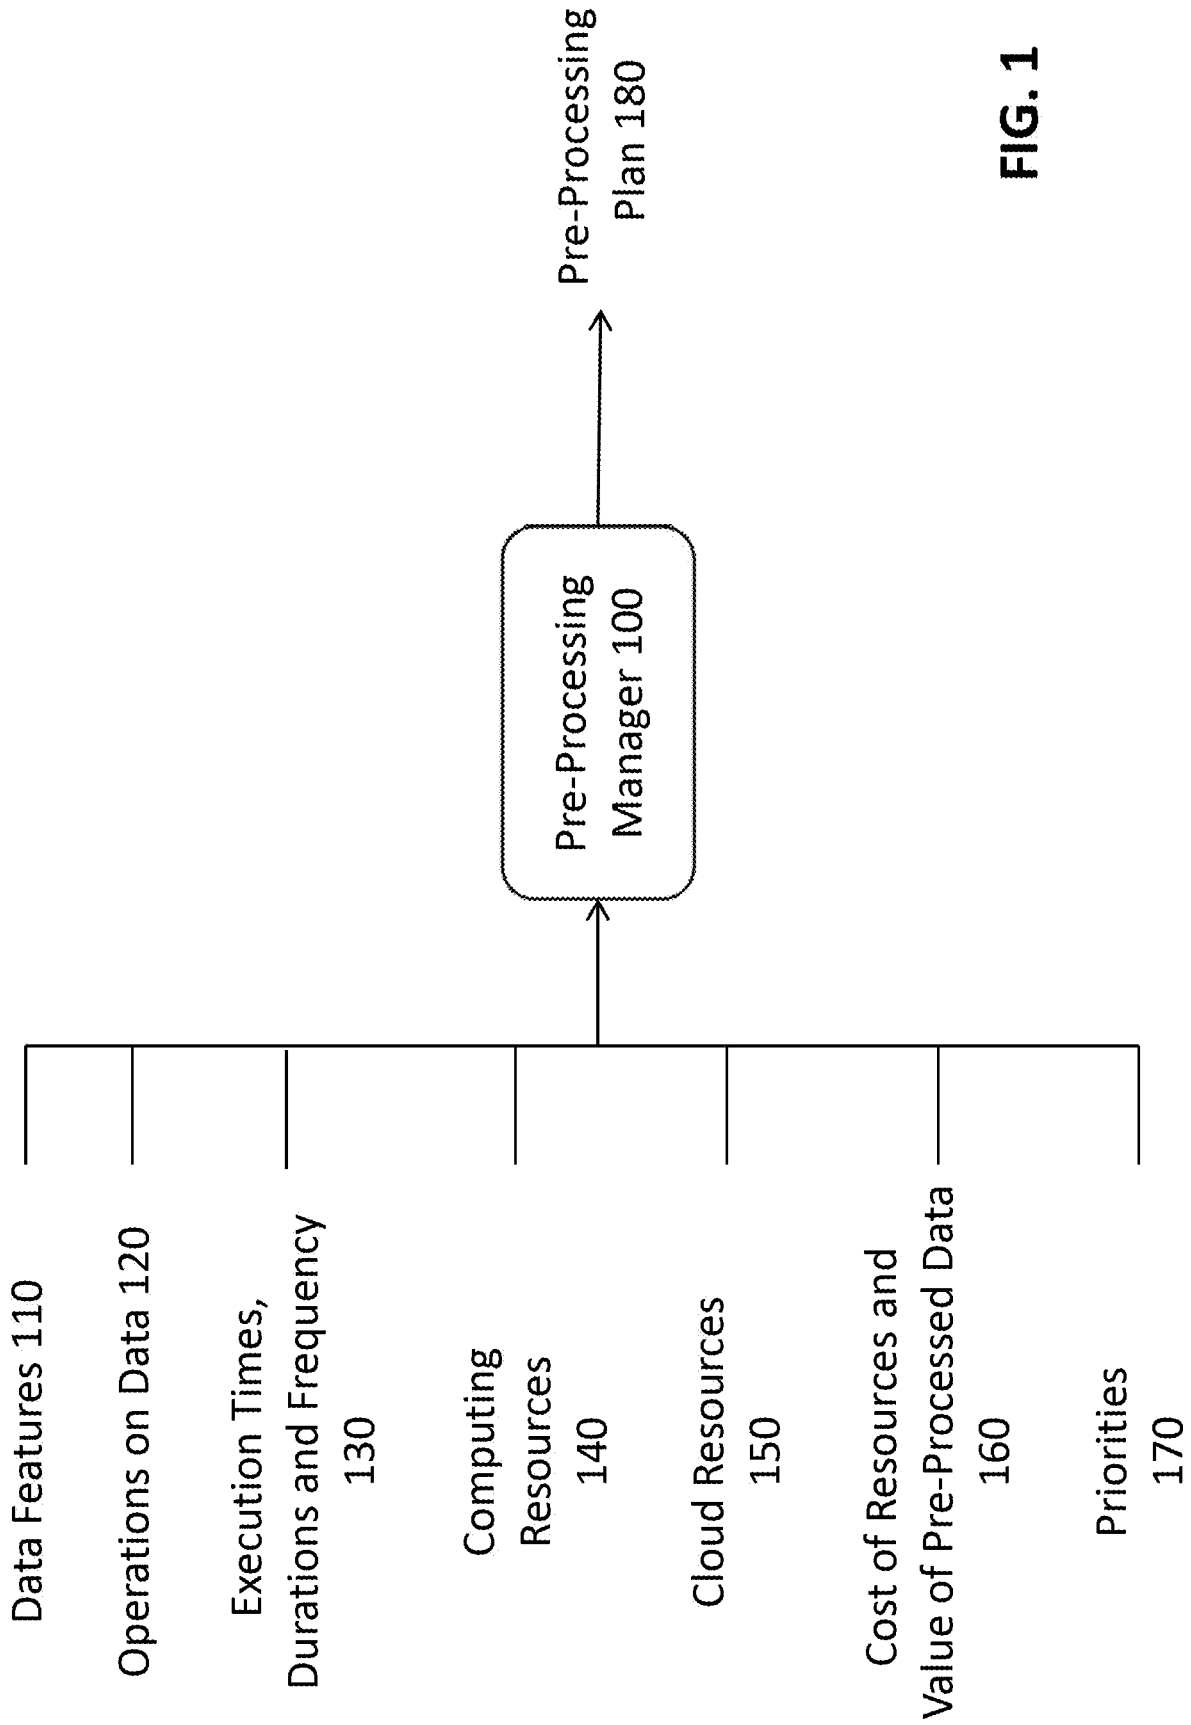 Data Features 110
Operations on Data 120
Execution Times,
Durations and Frequency
130
Computing
Resources
140
Cloud Resources
150
Cost of Resources and
Value of Pre-Processed Data
160
Priorities
170
Pre-Processing
Manager 100
Pre-Processing
Plan 180
FIG. 1